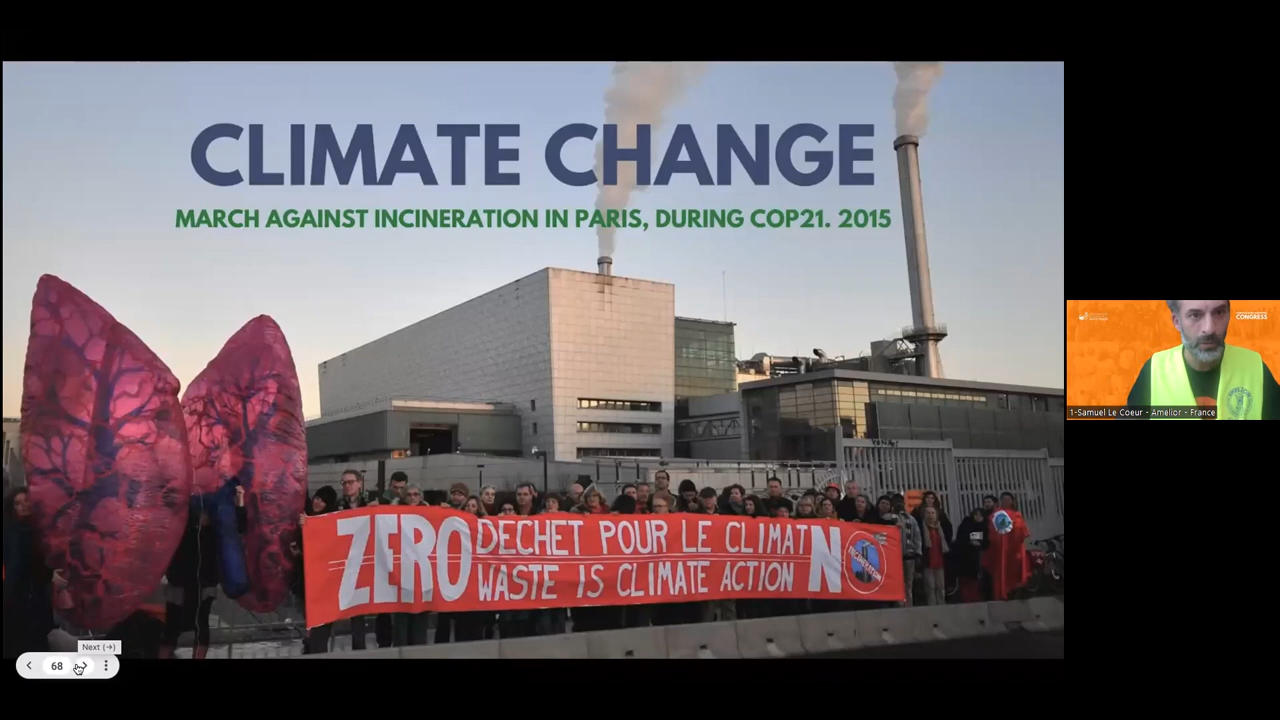 CLIMATE CHANGE
MARCH AGAINST INCINERATION IN PARIS, DURING COP21. 2015
ZERO DECHET POUR LE CLIMAT N
WASTE IS CLIMATE ACTION
CONGRESS
1-Samuel Le Coeur - Amelior - France
Next (→)
68